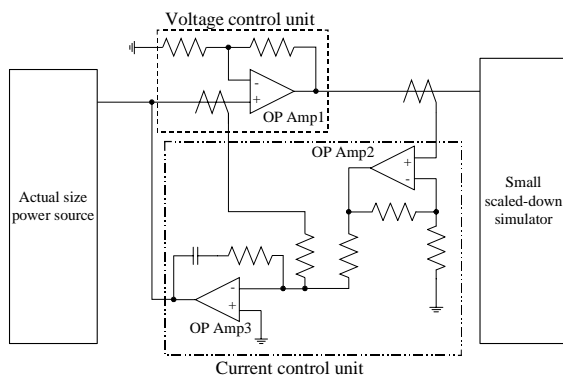 Voltage control unit
-
+
OP Amp1
OP Amp2
+
-
Actual size
power source
Small
scaled-down
simulator
-
+
OP Amp3
Current control unit